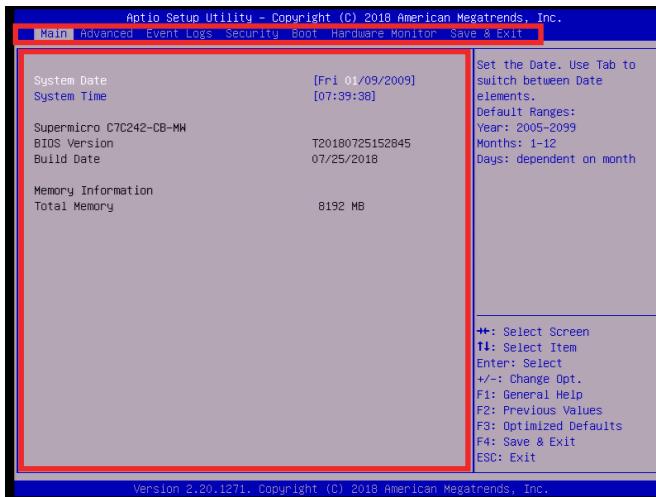 Aptio Setup Utility – Copyright (C) 2018 American Megatrends, Inc.
Main Advanced Event Logs Security Boot Hardware Monitor Save & Exit
System Date [Fri 01/09/2009]
System Time [07:39:38]
Supermicro C7C242-CB-MW
BIOS Version T20180725152845
Build Date 07/25/2018
Memory Information
Total Memory 8192 MB
Set the Date. Use Tab to
switch between Date
elements.
Default Ranges:
Year: 2005-2099
Months: 1-12
Days: dependent on month
→←: Select Screen
↑↓: Select Item
Enter: Select
+/-: Change Opt.
F1: General Help
F2: Previous Values
F3: Optimized Defaults
F4: Save & Exit
ESC: Exit
Version 2.20.1271. Copyright (C) 2018 American Megatrends, Inc.